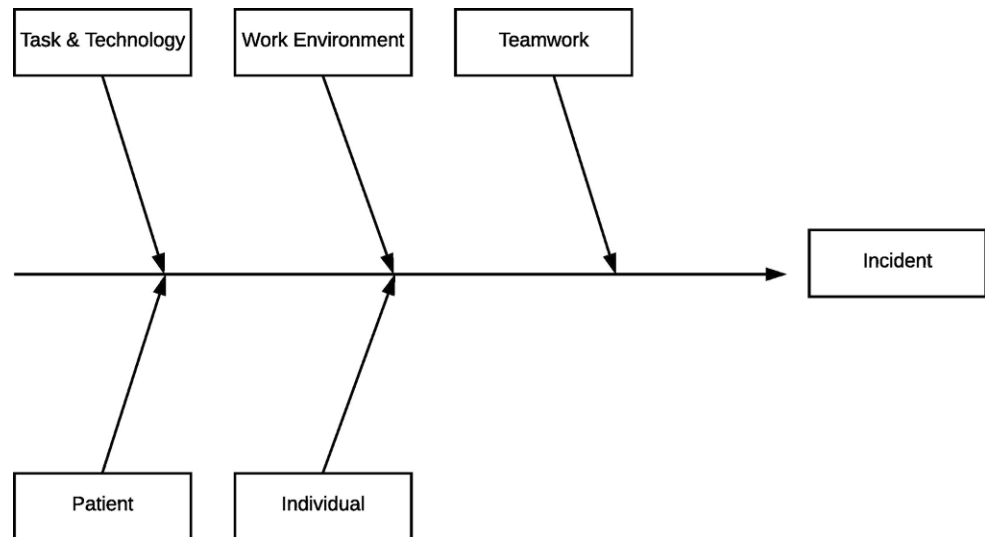 Task & Technology
Work Environment
Teamwork
Incident
Patient
Individual